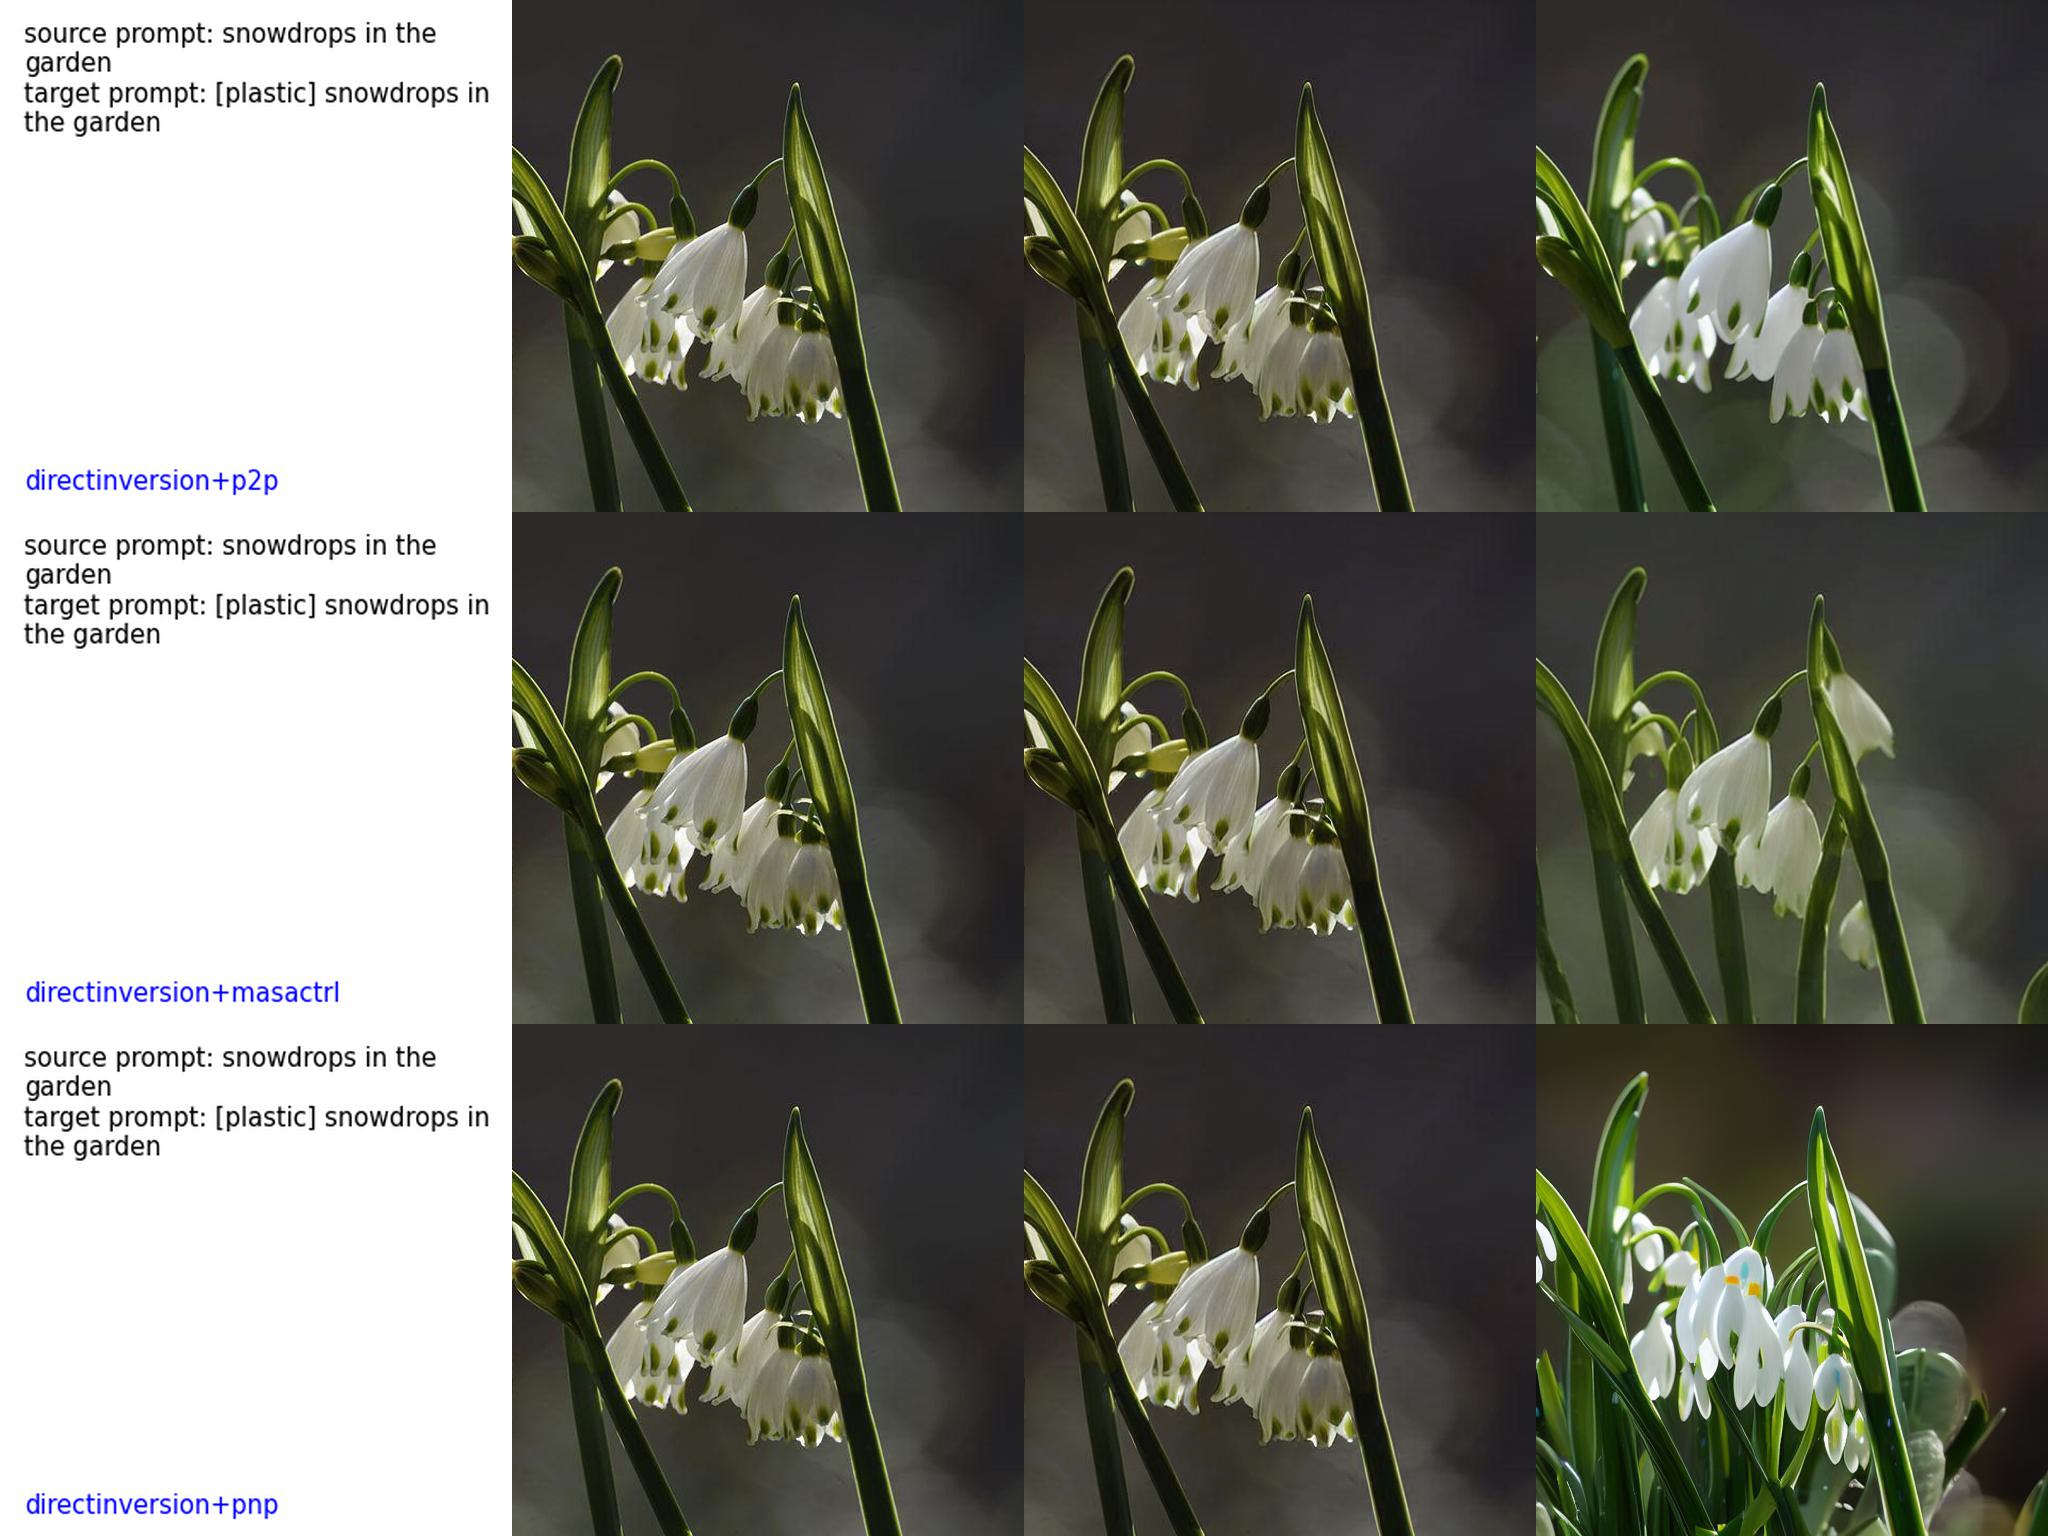 source prompt: snowdrops in the
garden
target prompt: [plastic] snowdrops in
the garden
directinversion+p2p
source prompt: snowdrops in the
garden
target prompt: [plastic] snowdrops in
the garden
directinversion+masactrl
source prompt: snowdrops in the
garden
target prompt: [plastic] snowdrops in
the garden
directinversion+pnp